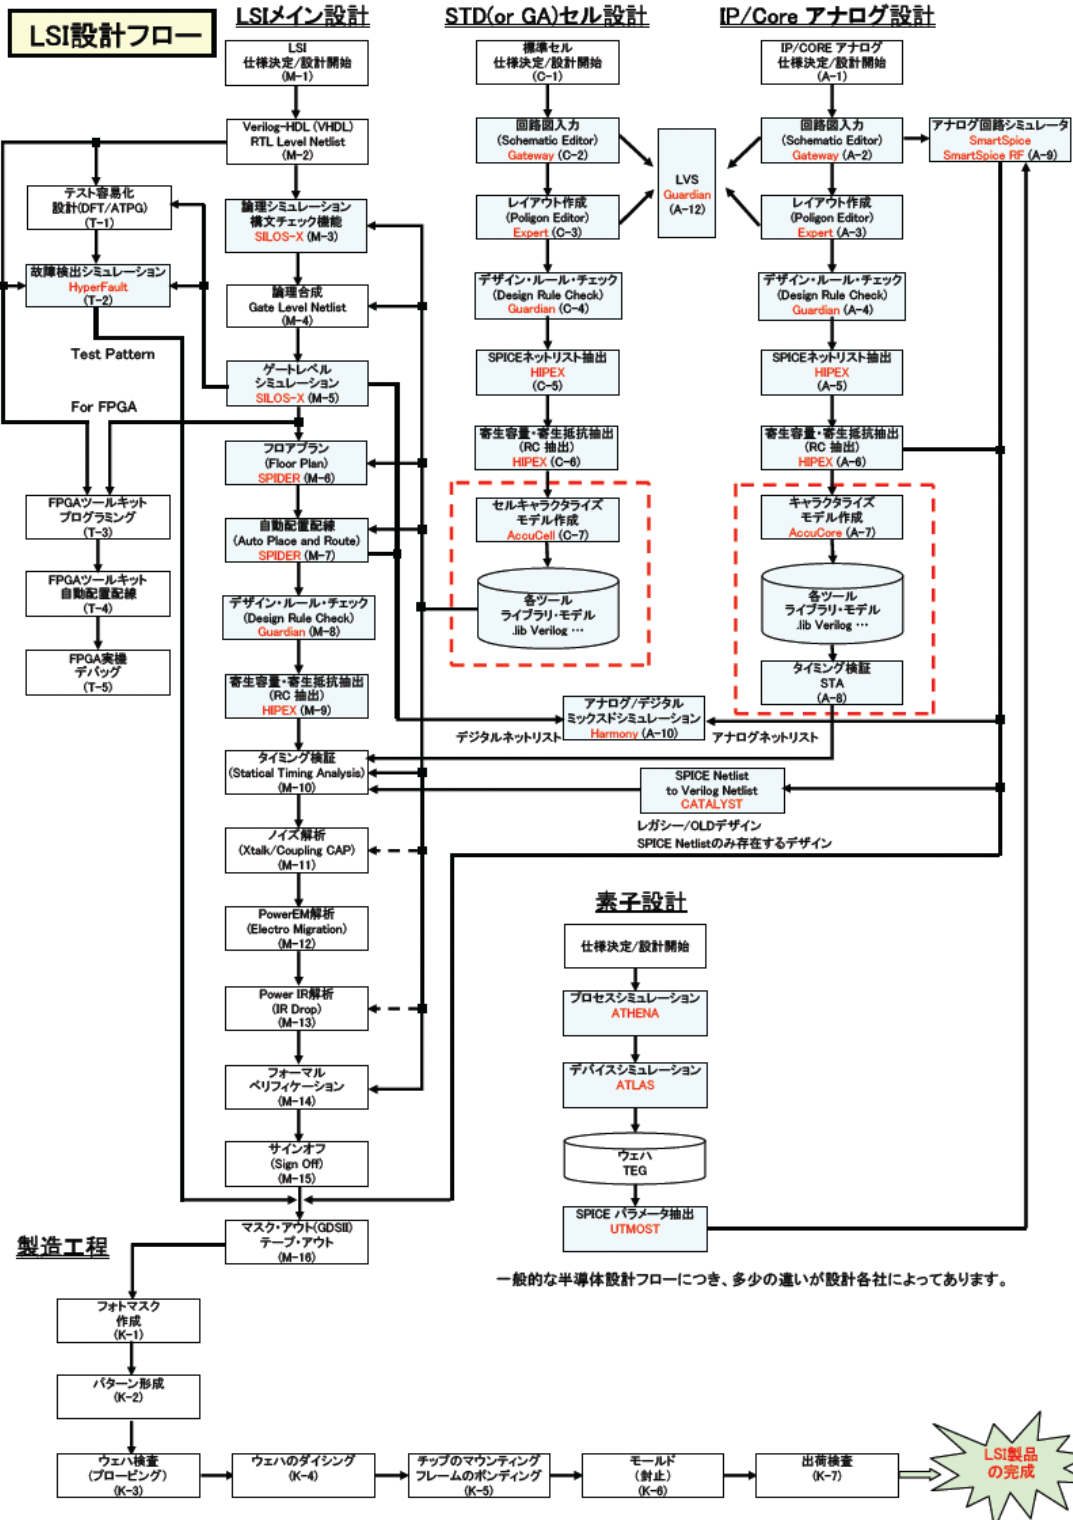 LSI設計フロー
LSIメイン設計
LSI
仕様決定/設計開始
(M-1)
Verilog-HDL (VHDL)
RTL Level Netlist
(M-2)
論理シミュレーション
構文チェック機能
SILOS-X (M-3)
論理合成
Gate Level Netlist
(M-4)
ゲートレベル
シミュレーション
SILOS-X (M-5)
フロアプラン
(Floor Plan)
SPIDER (M-6)
自動配置配線
(Auto Place and Route)
SPIDER (M-7)
デザイン・ルール・チェック
(Design Rule Check)
Guardian (M-8)
寄生容量・寄生抵抗抽出
(RC 抽出)
HIPEX (M-9)
タイミング検証
(Statical Timing Analysis)
(M-10)
ノイズ解析
(Xtalk/Coupling CAP)
(M-11)
PowerEM解析
(Electro Migration)
(M-12)
Power IR解析
(IR Drop)
(M-13)
フォーマル
ベリフィケーション
(M-14)
サインオフ
(Sign Off)
(M-15)
マスク・アウト(GDSII)
テープ・アウト
(M-16)
テスト容易化
設計(DFT/ATPG)
(T-1)
故障検出シミュレーション
HyperFault
(T-2)
Test Pattern
For FPGA
FPGAツールキット
プログラミング
(T-3)
FPGAツールキット
自動配置配線
(T-4)
FPGA実機
デバッグ
(T-5)
STD(or GA)セル設計
標準セル
仕様決定/設計開始
(C-1)
回路図入力
(Schematic Editor)
Gateway (C-2)
レイアウト作成
(Poligon Editor)
Expert (C-3)
デザイン・ルール・チェック
(Design Rule Check)
Guardian (C-4)
SPICEネットリスト抽出
HIPEX
(C-5)
寄生容量・寄生抵抗抽出
(RC 抽出)
HIPEX (C-6)
セルキャラクタライズ
モデル作成
AccuCell (C-7)
各ツール
ライブラリ・モデル
.lib Verilog …
LVS
Guardian
(A-12)
IP/Core アナログ設計
IP/CORE アナログ
仕様決定/設計開始
(A-1)
回路図入力
(Schematic Editor)
Gateway (A-2)
アナログ回路シミュレータ
SmartSpice
SmartSpice RF (A-9)
レイアウト作成
(Poligon Editor)
Expert (A-3)
デザイン・ルール・チェック
(Design Rule Check)
Guardian (A-4)
SPICEネットリスト抽出
HIPEX
(A-5)
寄生容量・寄生抵抗抽出
(RC 抽出)
HIPEX (A-6)
キャラクタライズ
モデル作成
AccuCore (A-7)
各ツール
ライブラリ・モデル
.lib Verilog …
タイミング検証
STA
(A-8)
アナログ/デジタル
ミックスドシミュレーション
Harmony (A-10)
デジタルネットリスト
アナログネットリスト
SPICE Netlist
to Verilog Netlist
CATALYST
レガシー/OLDデザイン
SPICE Netlistのみ存在するデザイン
素子設計
仕様決定/設計開始
プロセスシミュレーション
ATHENA
デバイスシミュレーション
ATLAS
ウェハ
TEG
SPICE パラメータ抽出
UTMOST
一般的な半導体設計フローにつき、多少の違いが設計各社によってあります。
製造工程
フォトマスク
作成
(K-1)
パターン形成
(K-2)
ウェハ検査
(プロービング)
(K-3)
ウェハのダイシング
(K-4)
チップのマウンティング
フレームのボンディング
(K-5)
モールド
(封止)
(K-6)
出荷検査
(K-7)
LSI製品
の完成